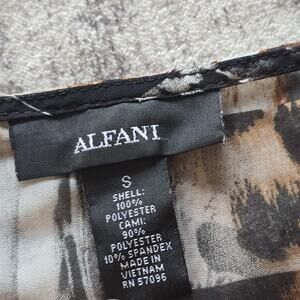 ALFANI
S
SHELL:
100%
POLYESTER
CAMI:
90%
POLYESTER
10% SPANDEX
MADE IN
VIETNAM
RN 57096